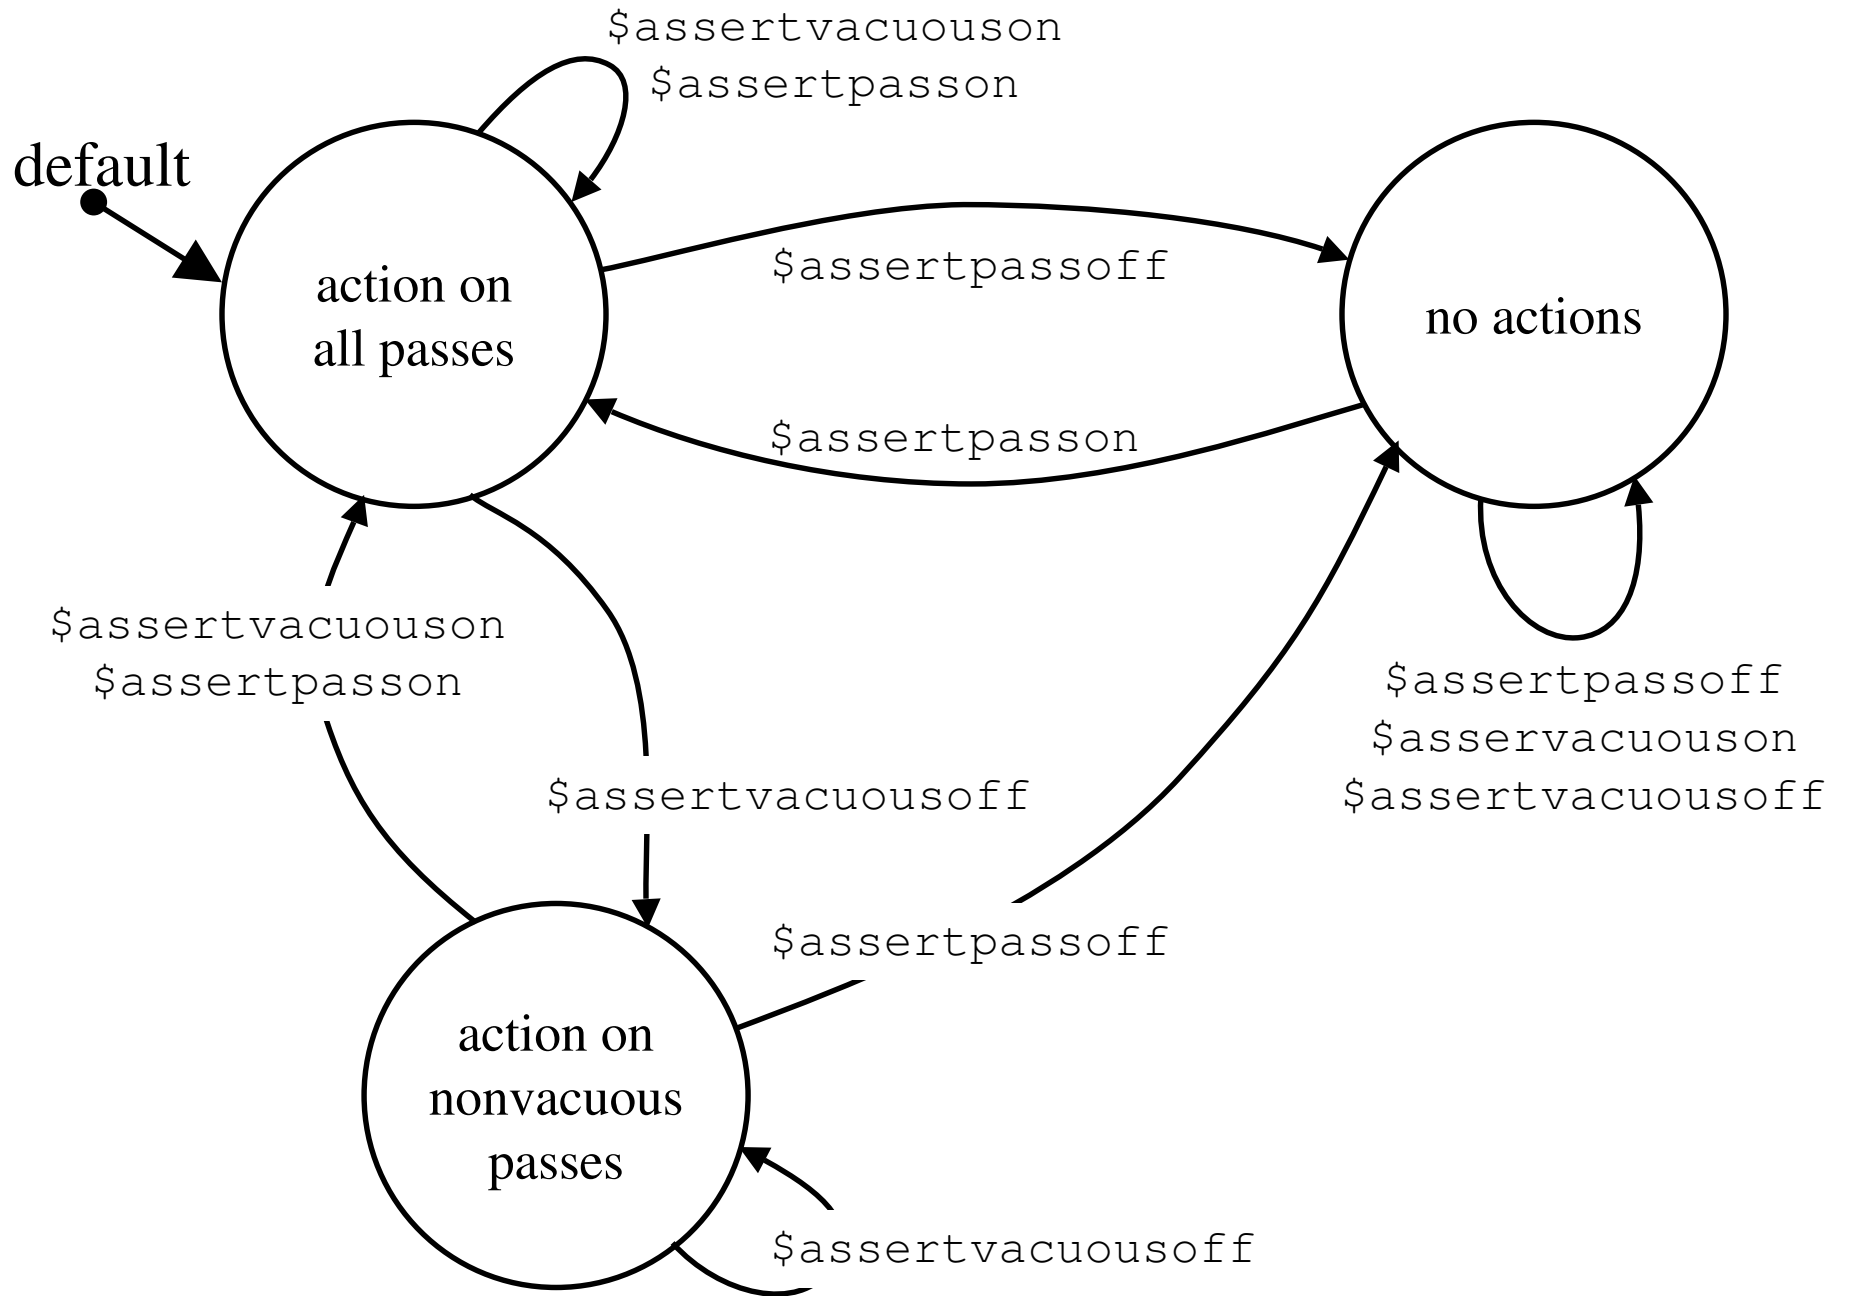 $assertvacuouson
$assertpasson
default
action on
all passes
$assertpassoff
no actions
$assertpasson
$assertvacuouson
$assertpasson
$assertpassoff
$asservacuouson
$assertvacuousoff
$assertvacuousoff
$assertpassoff
action on
nonvacuous
passes
$assertvacuousoff